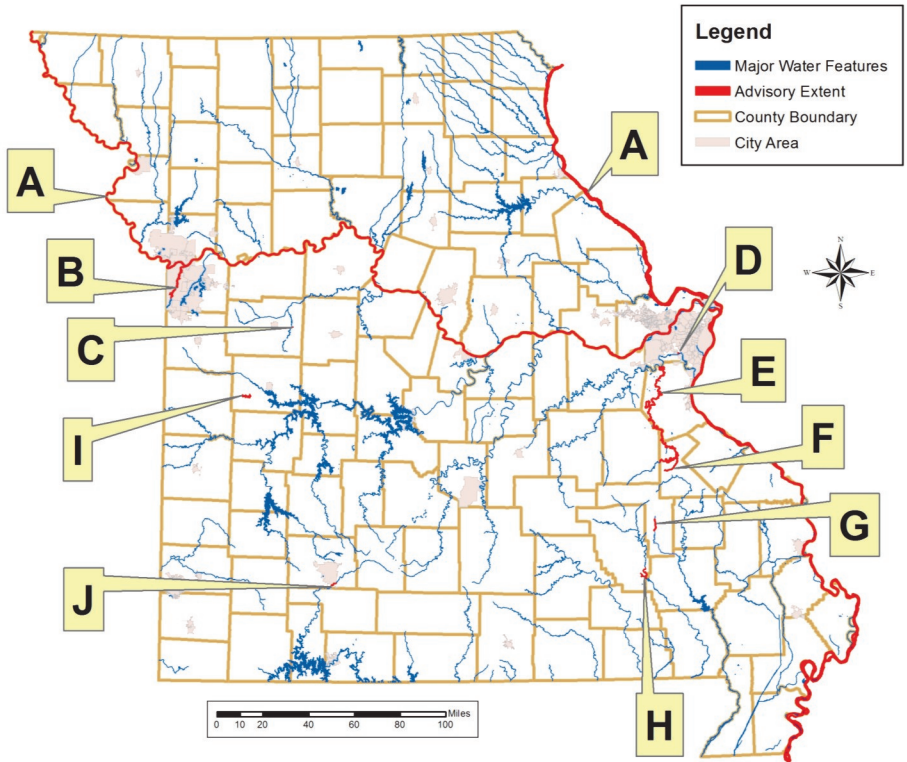 Legend
Major Water Features
Advisory Extent
County Boundary
City Area
A
A
N
W E
S
B
D
C
E
I
F
G
J
Miles
0 10 20 40 60 80 100
H